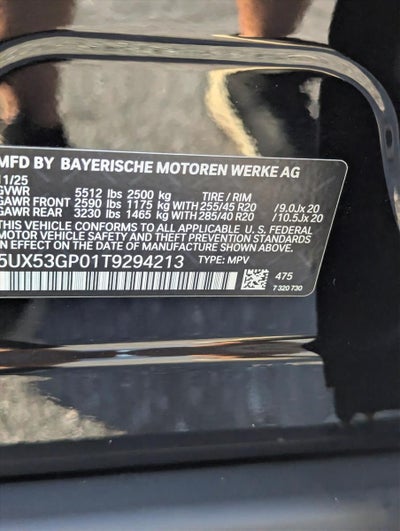 MFD BY BAYERISCHE MOTOREN WERKE AG
11/25
GVWR 5512 lbs 2500 kg TIRE / RIM
GAWR FRONT 2590 lbs 1175 kg W/ 255/45 R20 /9.0Jx 20
GAWR REAR 3230 lbs 1465 kg W/ 285/40 R20 /10.5Jx 20
THIS VEHICLE CONFORMS TO ALL APPLICABLE U.S. FEDERAL
MOTOR VEHICLE SAFETY AND THEFT PREVENTION STANDARDS
IN EFFECT ON THE DATE OF MANUFACTURE SHOWN ABOVE.
5UX53GP01T9294213 TYPE: MPV
475
7 320 730